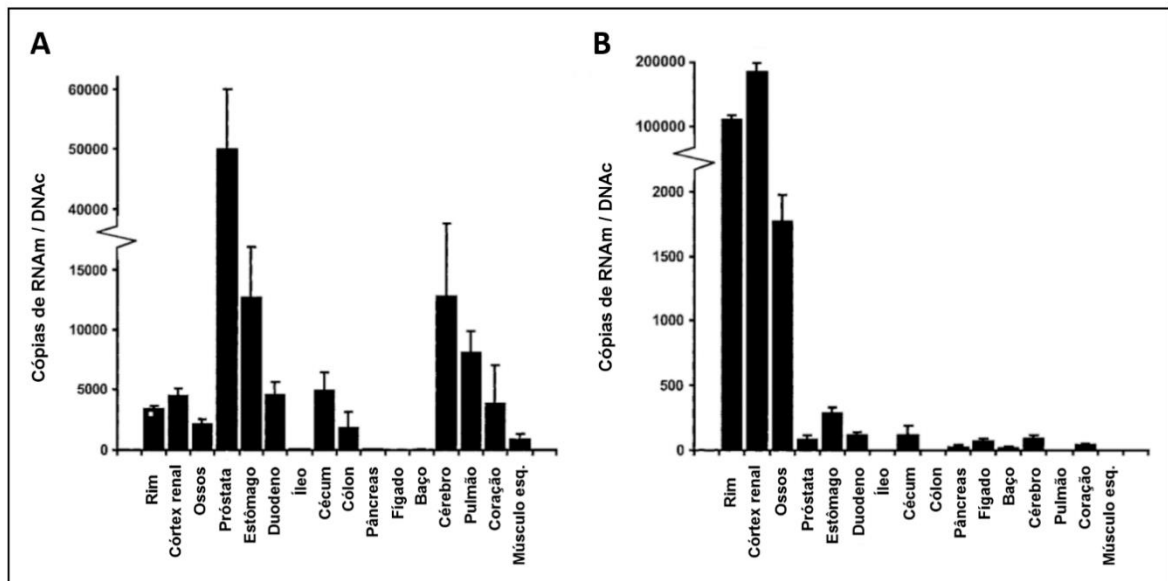 A
Cópias de RNAm / DNAc
60000
50000
40000
15000
10000
5000
0
Rim
Córtex renal
Ossos
Próstata
Estômago
Duodeno
Íleo
Cécum
Cólon
Pâncreas
Fígado
Baço
Cérebro
Pulmão
Coração
Músculo esq.
B
Cópias de RNAm / DNAc
200000
100000
2000
1500
1000
500
0
Rim
Córtex renal
Ossos
Próstata
Estômago
Duodeno
Íleo
Cécum
Cólon
Pâncreas
Fígado
Baço
Cérebro
Pulmão
Coração
Músculo esq.